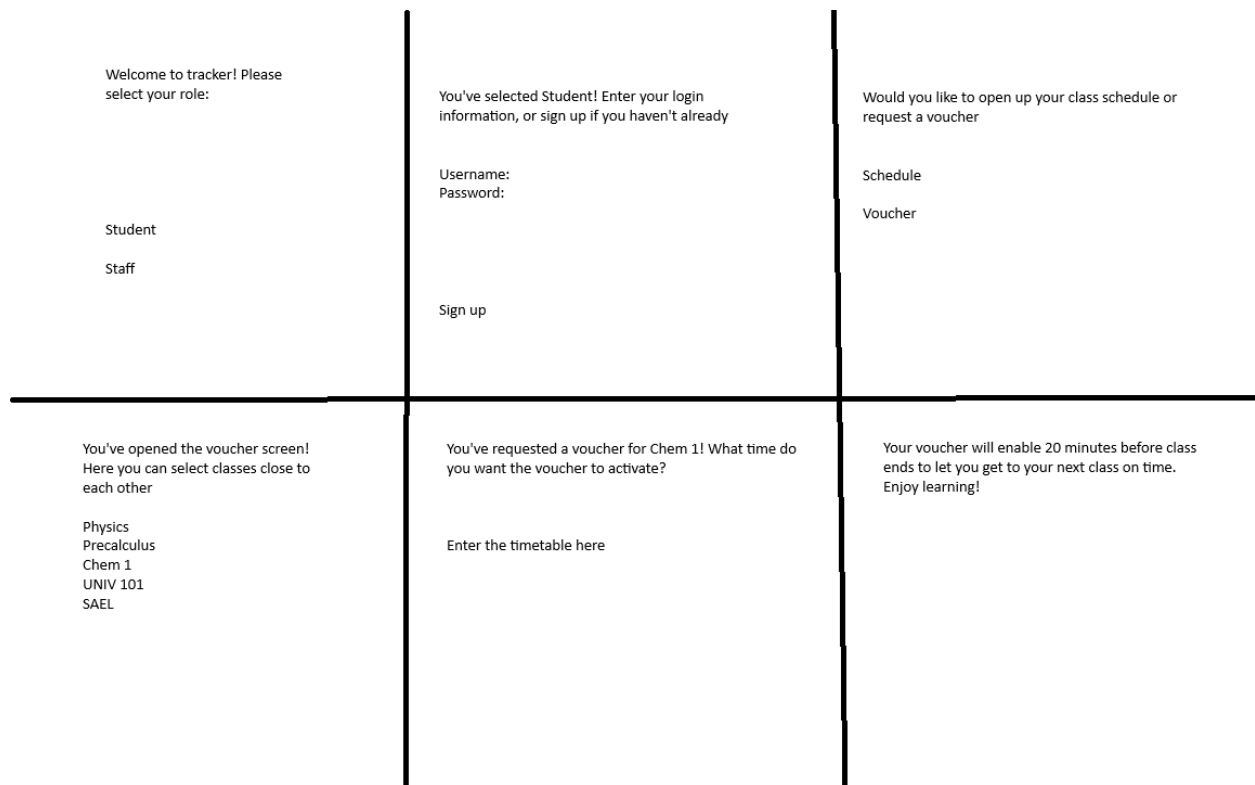 Welcome to tracker! Please
select your role:
Student
Staff
You've selected Student! Enter your login
information, or sign up if you haven't already
Username:
Password:
Sign up
Would you like to open up your class schedule or
request a voucher
Schedule
Voucher
You've opened the voucher screen!
Here you can select classes close to
each other
Physics
Precalculus
Chem 1
UNIV 101
SAEL
You've requested a voucher for Chem 1! What time do
you want the voucher to activate?
Enter the timetable here
Your voucher will enable 20 minutes before class
ends to let you get to your next class on time.
Enjoy learning!